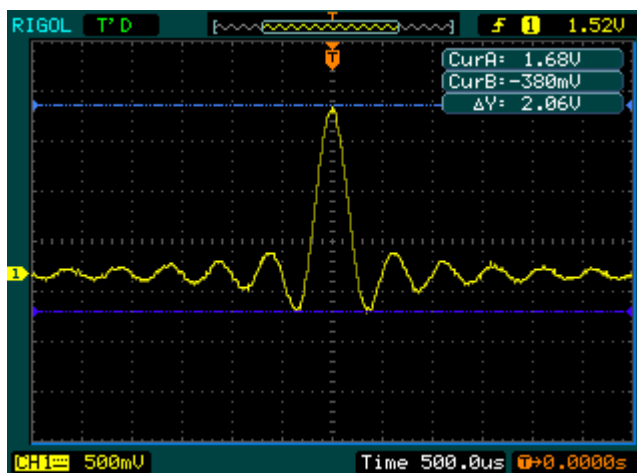 RIGOL T'D T ƒ 1 1.52V
T
CurA: 1.68V
CurB:-380mV
ΔY: 2.06V
1
CH1 500mV Time 500.0us T→0.0000s